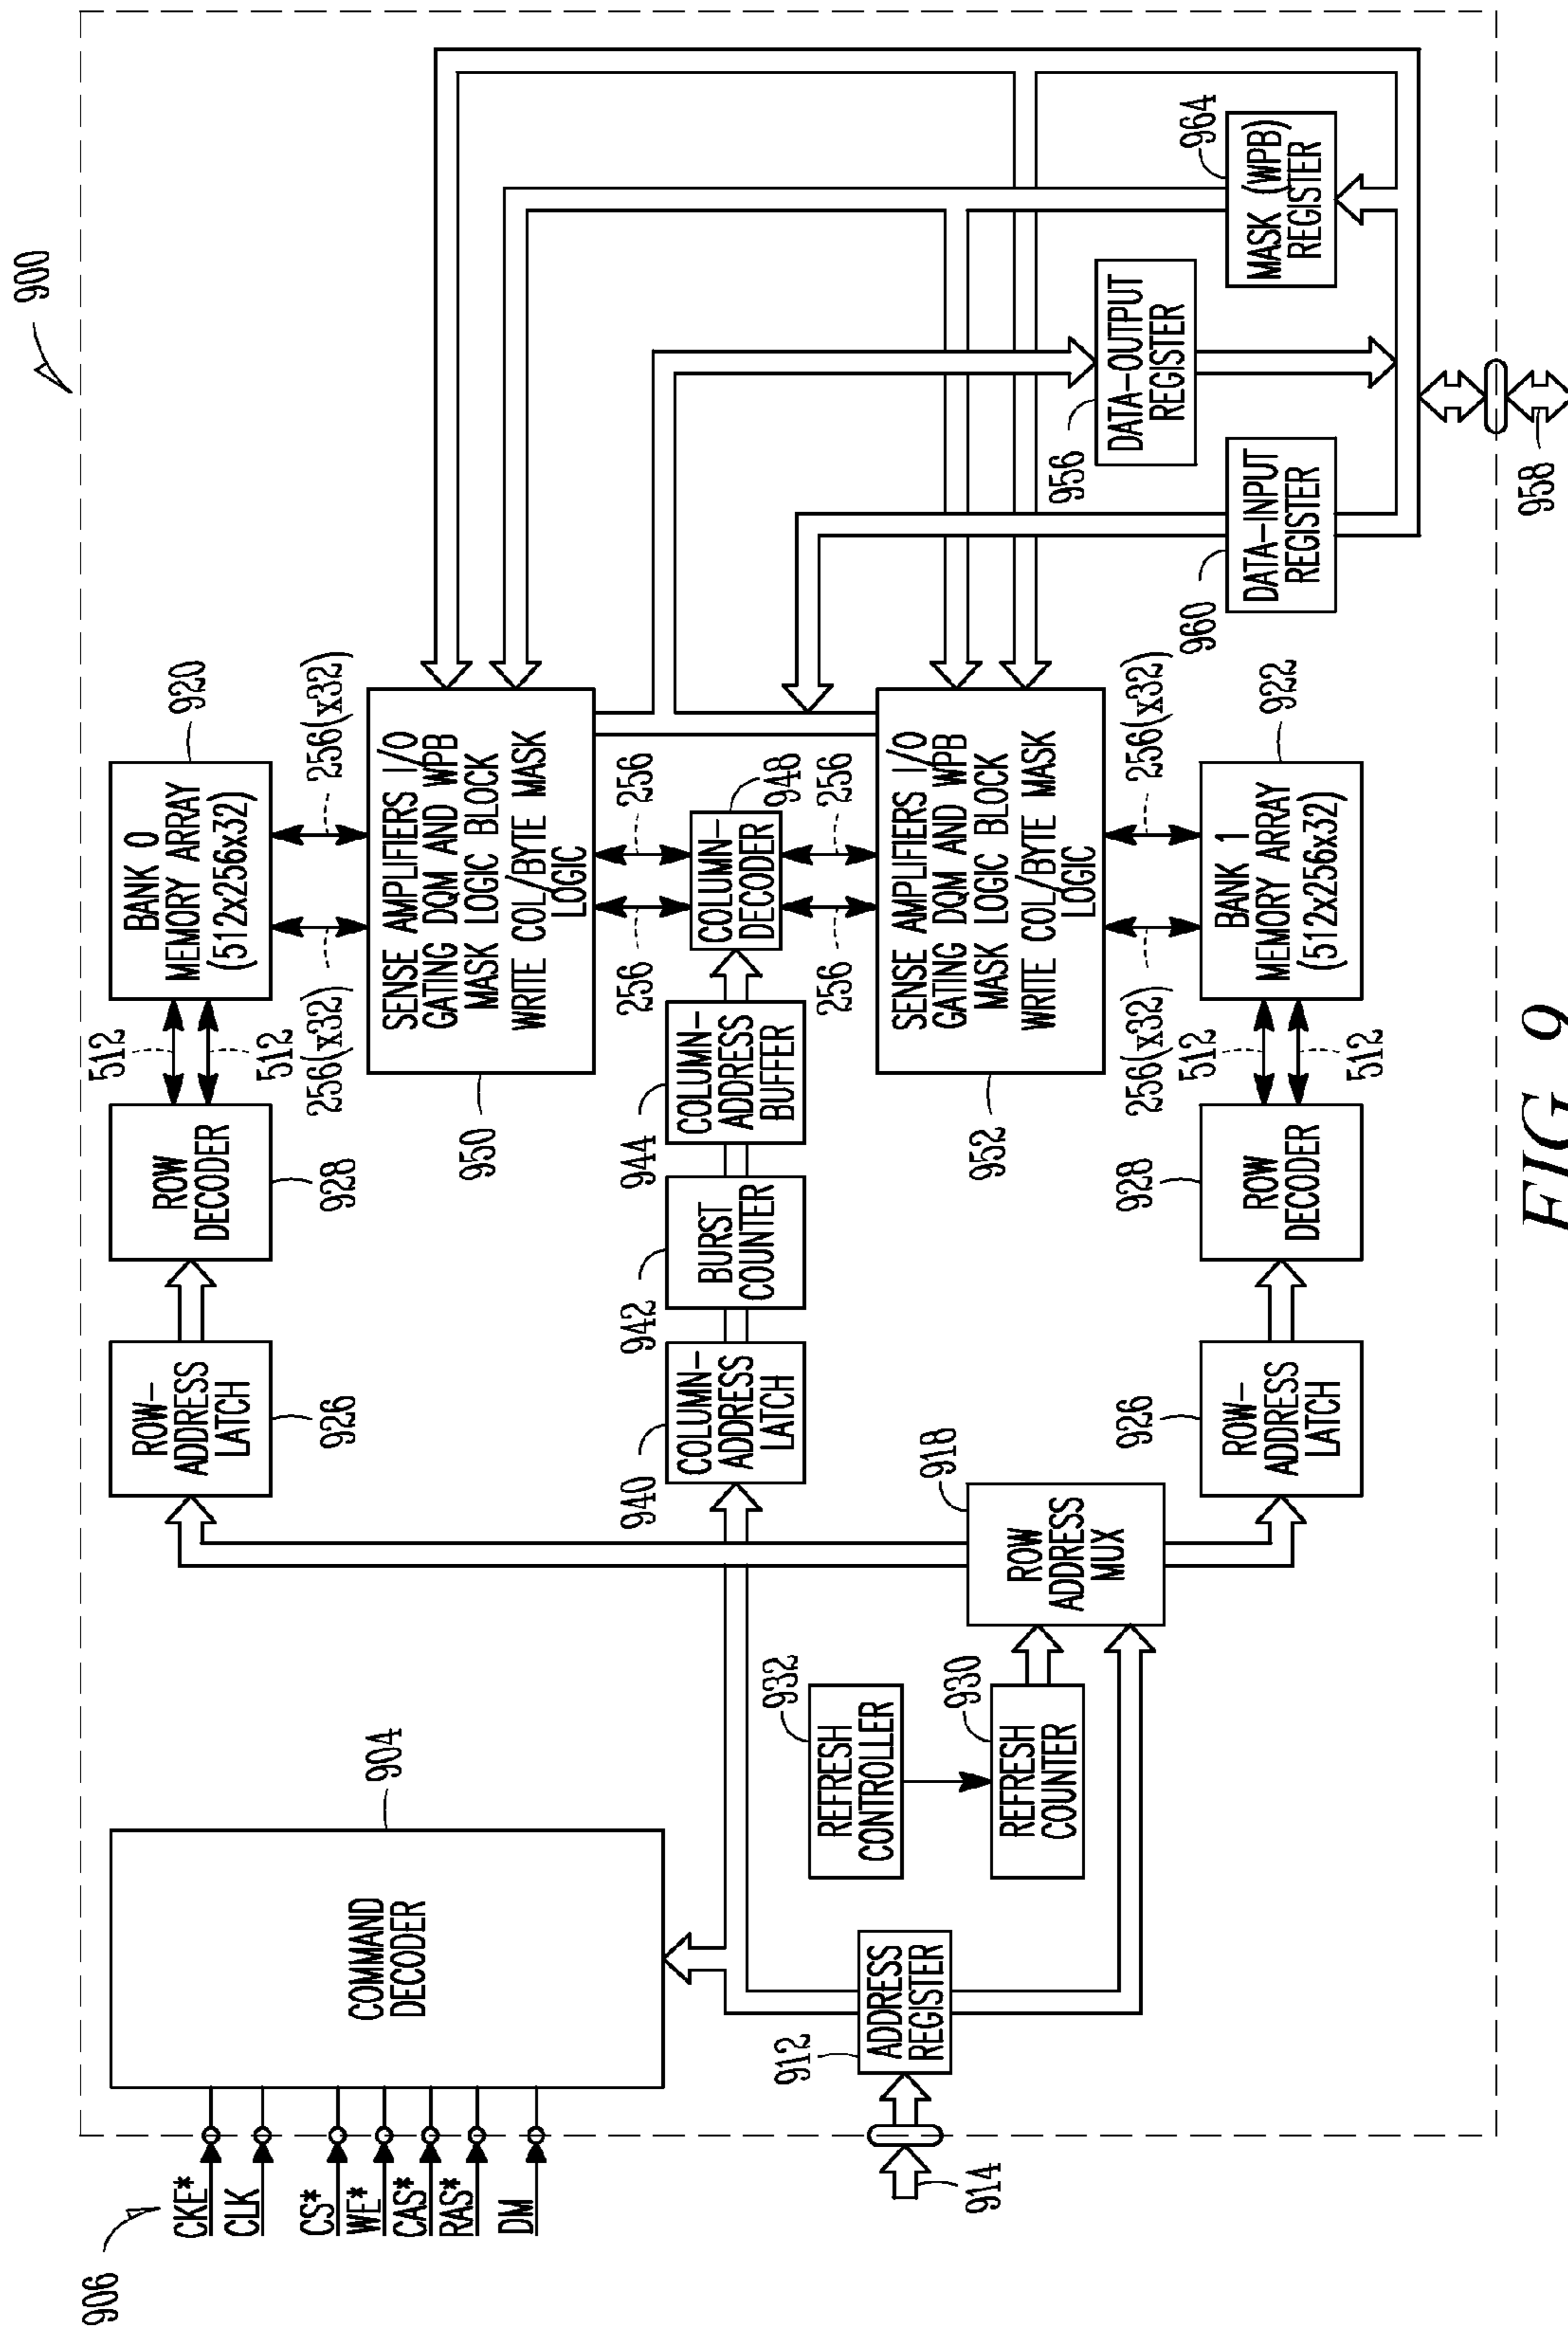 900
906
CKE*
CLK
CS*
WE*
CAS*
RAS*
DM
COMMAND
DECODER
904
ROW-
ADDRESS
LATCH
926
ROW
DECODER
928
512
512
BANK 0
MEMORY ARRAY
(512x256x32)
920
256(x32)
256(x32)
SENSE AMPLIFIERS I/O
GATING DQM AND WPB
MASK LOGIC BLOCK
WRITE COL/BYTE MASK
LOGIC
950
256
256
COLUMN-
ADDRESS
LATCH
940
BURST
COUNTER
942
COLUMN-
ADDRESS
BUFFER
944
COLUMN-
DECODER
948
256
256
REFRESH
CONTROLLER
932
REFRESH
COUNTER
930
ADDRESS
REGISTER
912
914
ROW
ADDRESS
MUX
918
SENSE AMPLIFIERS I/O
GATING DQM AND WPB
MASK LOGIC BLOCK
WRITE COL/BYTE MASK
LOGIC
952
256(x32)
256(x32)
ROW-
ADDRESS
LATCH
926
ROW
DECODER
928
512
512
BANK 1
MEMORY ARRAY
(512x256x32)
922
DATA-INPUT
REGISTER
960
DATA-OUTPUT
REGISTER
956
MASK (WPB)
REGISTER
964
958
FIG. 9